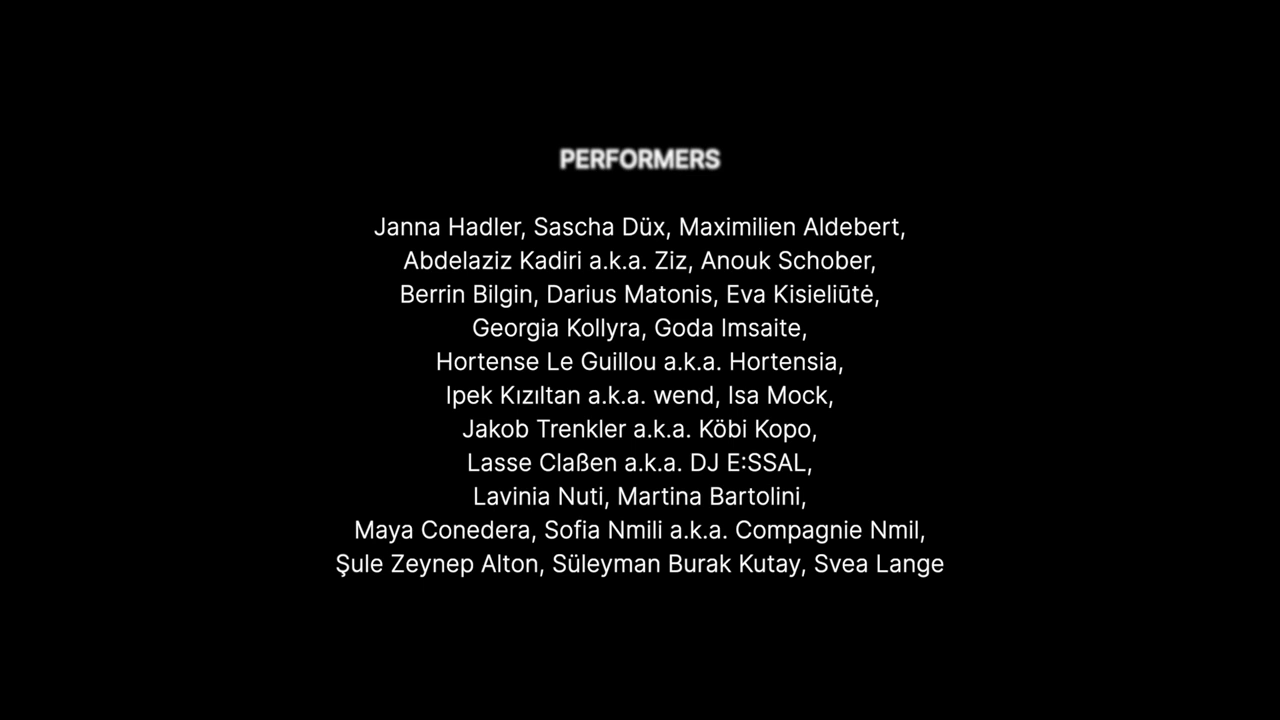 PERFORMERS
Janna Hadler, Sascha Düx, Maximilien Aldebert,
Abdelaziz Kadiri a.k.a. Ziz, Anouk Schober,
Berrin Bilgin, Darius Matonis, Eva Kisieliūtė,
Georgia Kollyra, Goda Imsaite,
Hortense Le Guillou a.k.a. Hortensia,
Ipek Kızıltan a.k.a. wend, Isa Mock,
Jakob Trenkler a.k.a. Köbi Kopo,
Lasse Claßen a.k.a. DJ E:SSAL,
Lavinia Nuti, Martina Bartolini,
Maya Conedera, Sofia Nmili a.k.a. Compagnie Nmil,
Şule Zeynep Alton, Süleyman Burak Kutay, Svea Lange